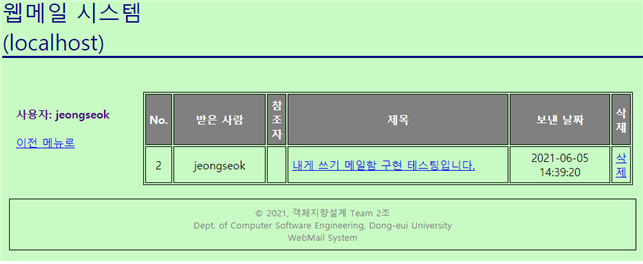 웹메일 시스템
(localhost)
사용자: jeongseok
이전 메뉴로
No. 받은 사람 참조자 제목 보낸 날짜 삭제
2 jeongseok 내게 쓰기 메일함 구현 테스팅입니다. 2021-06-05 14:39:20 삭제
© 2021, 객체지향설계 Team 2조
Dept. of Computer Software Engineering, Dong-eui University
WebMail System